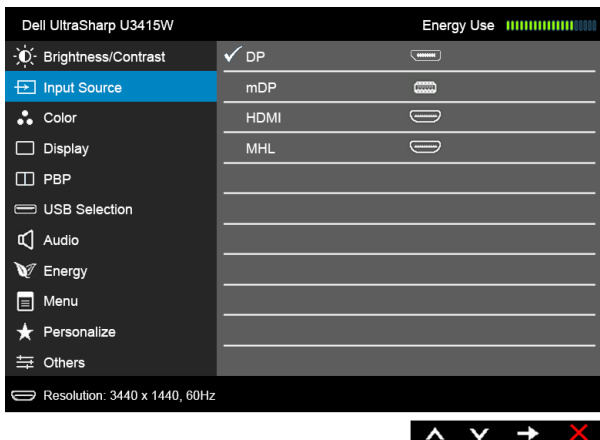 Dell UltraSharp U3415W Energy Use
Brightness/Contrast DP
Input Source mDP
Color HDMI
Display MHL
PBP
USB Selection
Audio
Energy
Menu
Personalize
Others
Resolution: 3440 x 1440, 60Hz